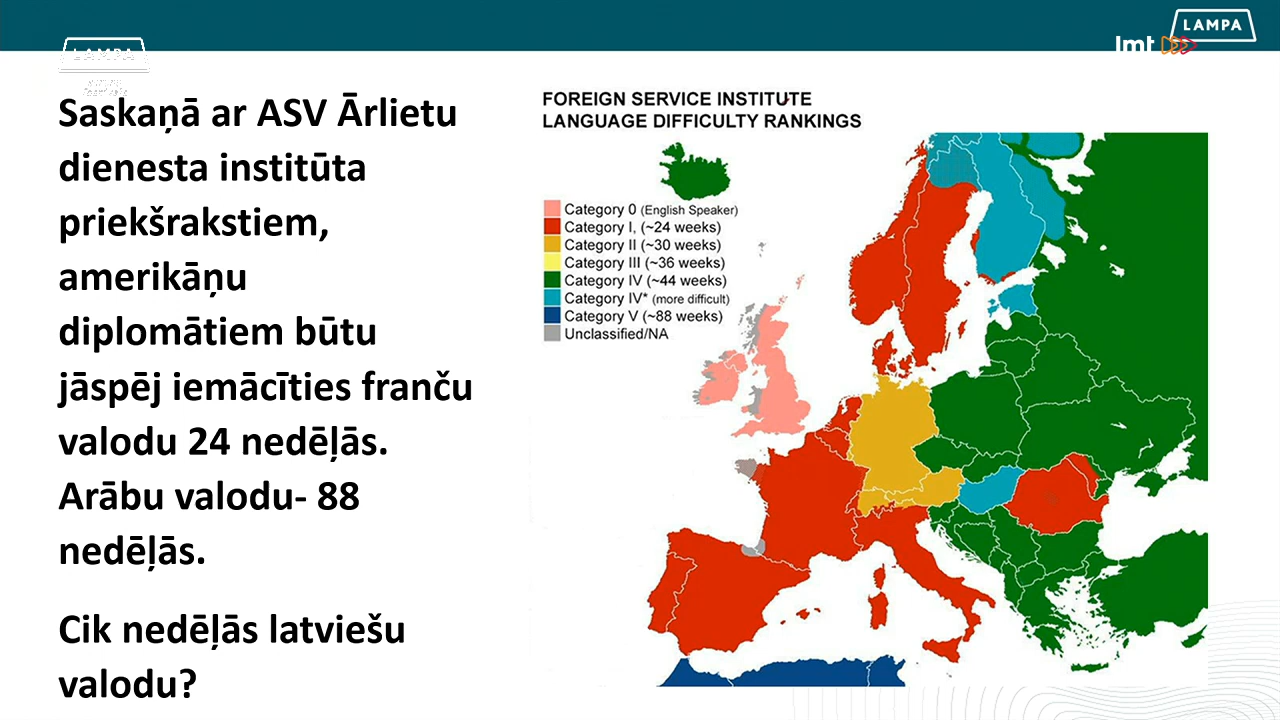 LAMPA
lmt
LAMPA
Saskaņā ar ASV Ārlietu
dienesta institūta
priekšrakstiem,
amerikāņu
diplomātiem būtu
jāspēj iemācīties franču
valodu 24 nedēļās.
Arābu valodu- 88
nedēļās.
Cik nedēļās latviešu
valodu?
FOREIGN SERVICE INSTITUTE
LANGUAGE DIFFICULTY RANKINGS
Category 0 (English Speaker)
Category I, (~24 weeks)
Category II (~30 weeks)
Category III (~36 weeks)
Category IV (~44 weeks)
Category IV* (more difficult)
Category V (~88 weeks)
Unclassified/NA